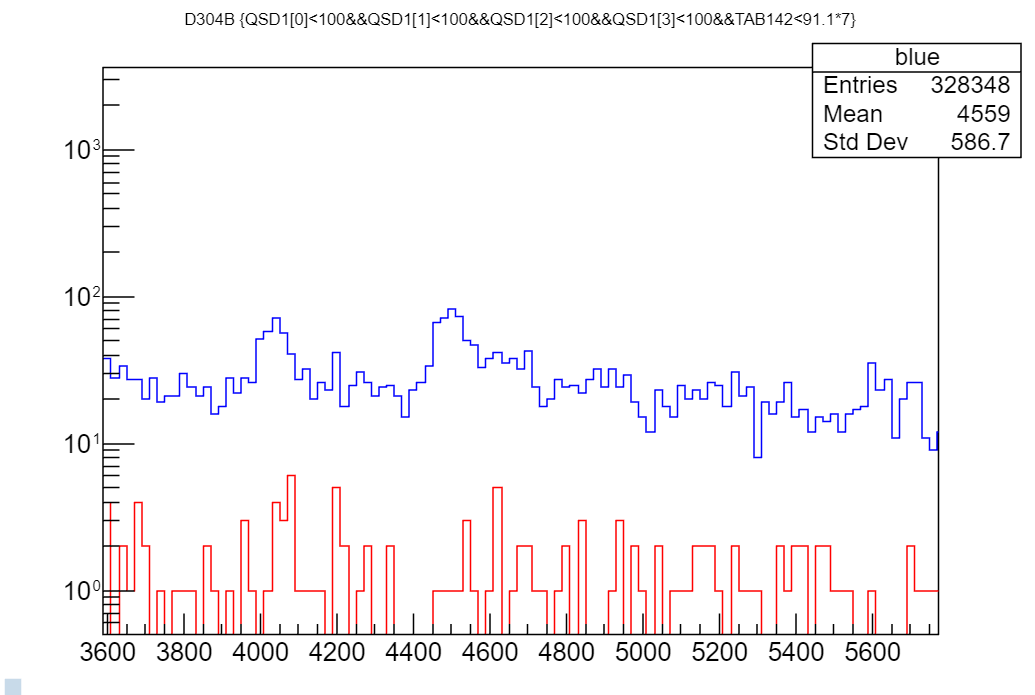 D304B {QSD1[0]<100&&QSD1[1]<100&&QSD1[2]<100&&QSD1[3]<100&&TAB142<91.1*7}
blue
Entries 328348
Mean 4559
Std Dev 586.7
10³
10²
10¹
10⁰
3600 3800 4000 4200 4400 4600 4800 5000 5200 5400 5600